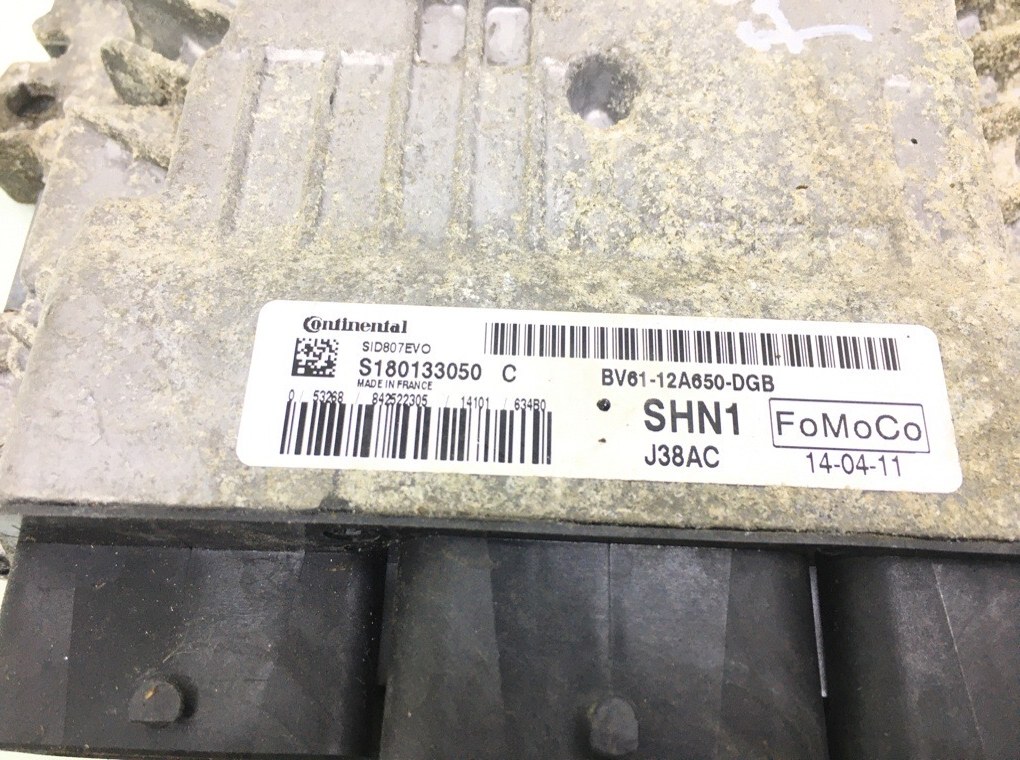 Continental
SID807EVO
S180133050 C
MADE IN FRANCE
0 / 53268 / 842522305 / 14101 / 634B0
BV61-12A650-DGB
SHN1
FoMoCo
J38AC
14-04-11